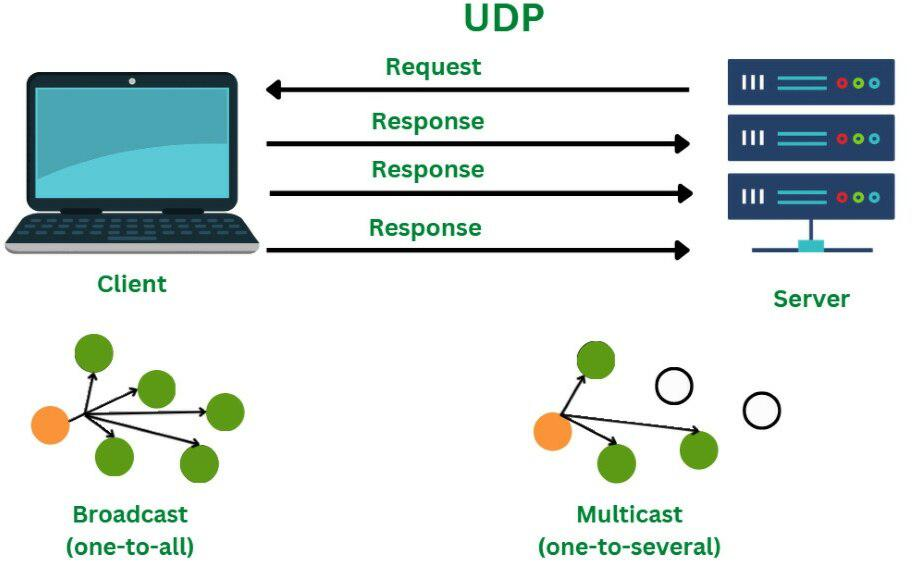 UDP
Request
Response
Response
Response
Client
Server
Broadcast
(one-to-all)
Multicast
(one-to-several)